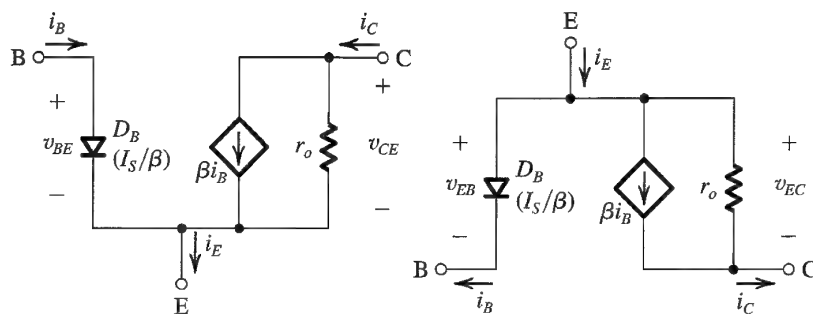 i_B
i_C
B
C
+
+
v_BE
D_B
(I_S/β)
βi_B
r_o
v_CE
−
−
i_E
E
E
i_E
+
+
v_EB
D_B
(I_S/β)
βi_B
r_o
v_EC
−
−
B
C
i_B
i_C